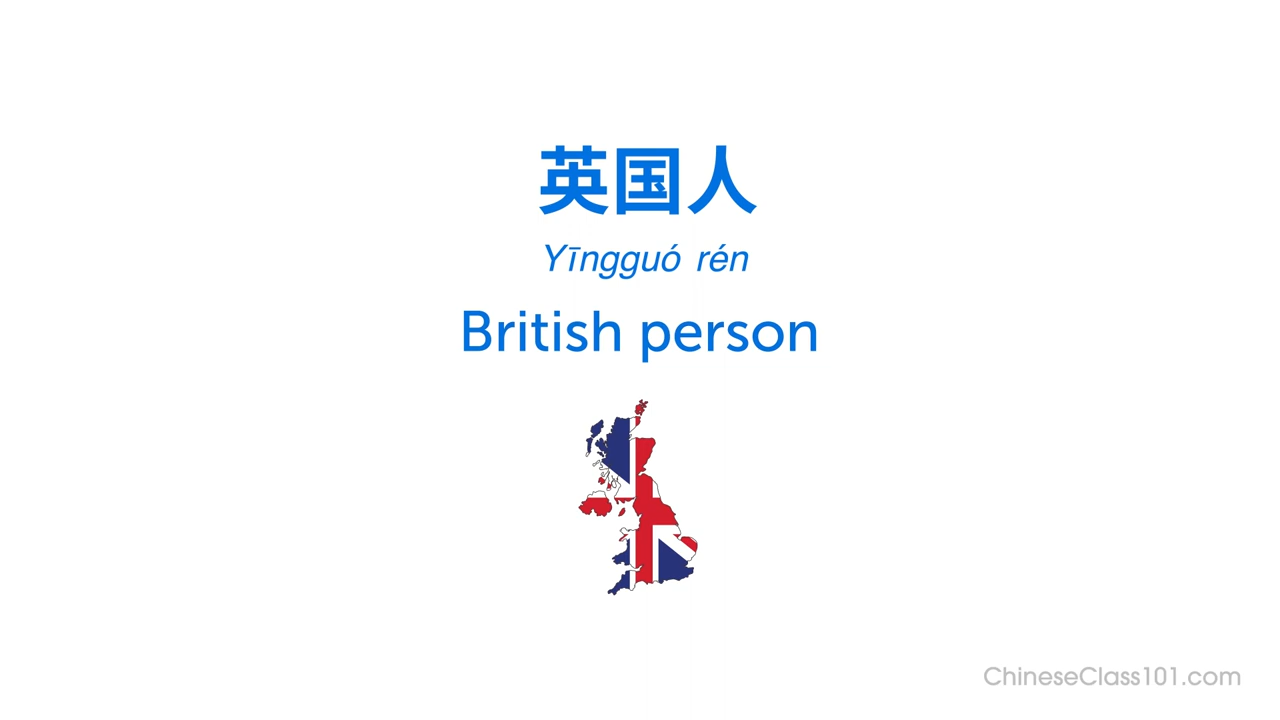 英国人
Yīngguó rén
British person
ChineseClass101.com